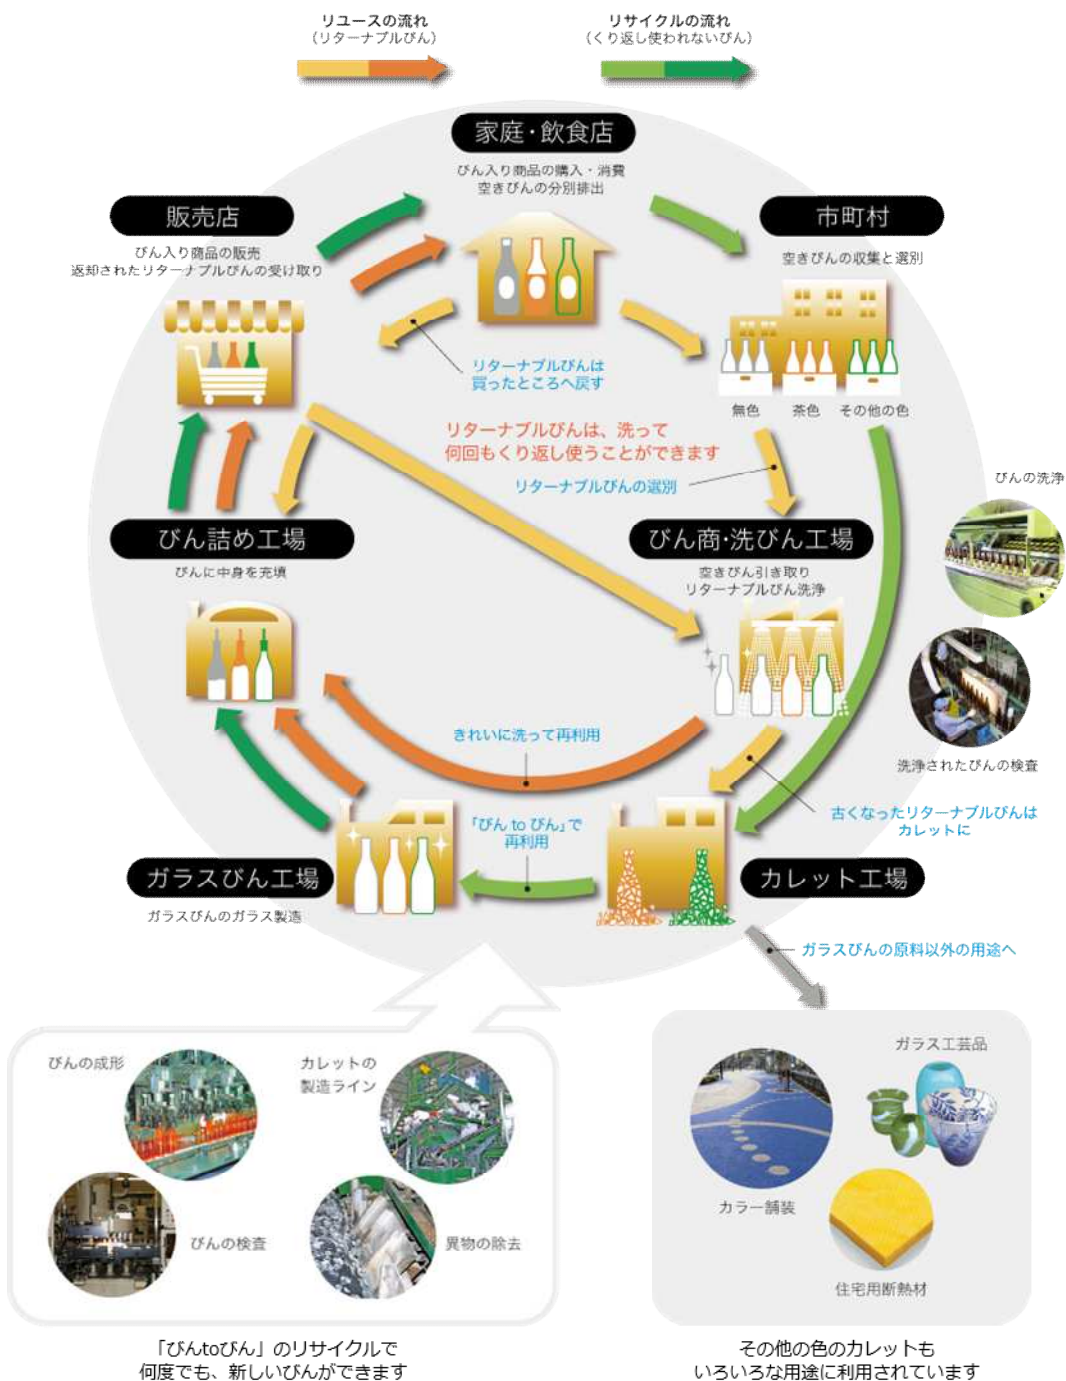 リユースの流れ
（リターナブルびん）
リサイクルの流れ
（くり返し使われないびん）
家庭・飲食店
びん入り商品の購入・消費
空きびんの分別排出
販売店
びん入り商品の販売
返却されたリターナブルびんの受け取り
市町村
空きびんの収集と選別
リターナブルびんは
買ったところへ戻す
無色
茶色
その他の色
リターナブルびんは、洗って
何回もくり返し使うことができます
リターナブルびんの選別
びんの洗浄
びん詰め工場
びんに中身を充填
びん商・洗びん工場
空きびん引き取り
リターナブルびん洗浄
きれいに洗って再利用
洗浄されたびんの検査
古くなったリターナブルびんは
カレットに
「びん to びん」で
再利用
ガラスびん工場
ガラスびんのガラス製造
カレット工場
ガラスびんの原料以外の用途へ
びんの成形
カレットの
製造ライン
びんの検査
異物の除去
ガラス工芸品
カラー舗装
住宅用断熱材
「びんtoびん」のリサイクルで
何度でも、新しいびんができます
その他の色のカレットも
いろいろな用途に利用されています